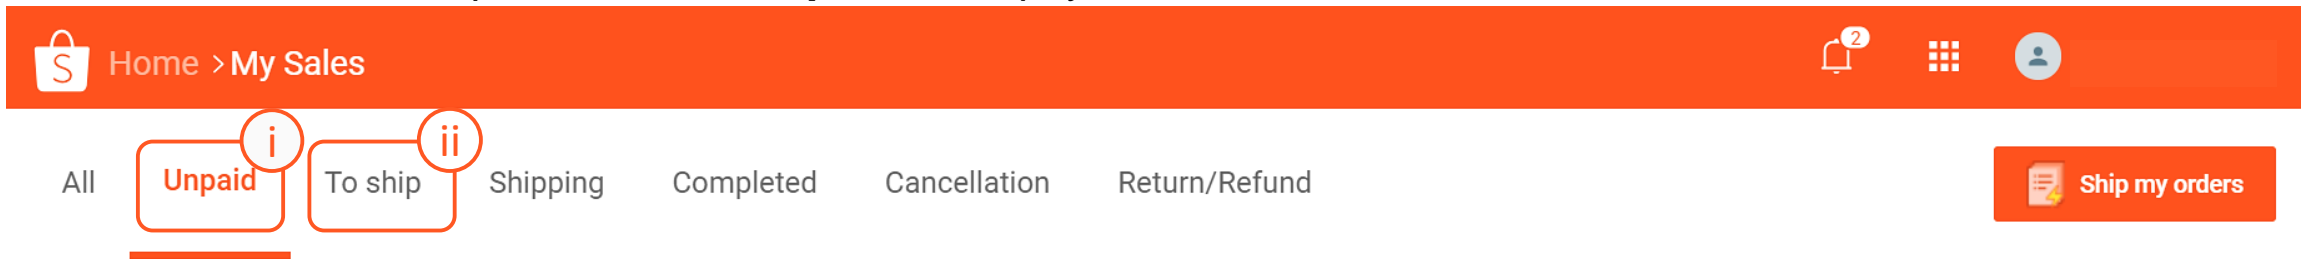 S Home > My Sales 2
i ii
All Unpaid To ship Shipping Completed Cancellation Return/Refund Ship my orders